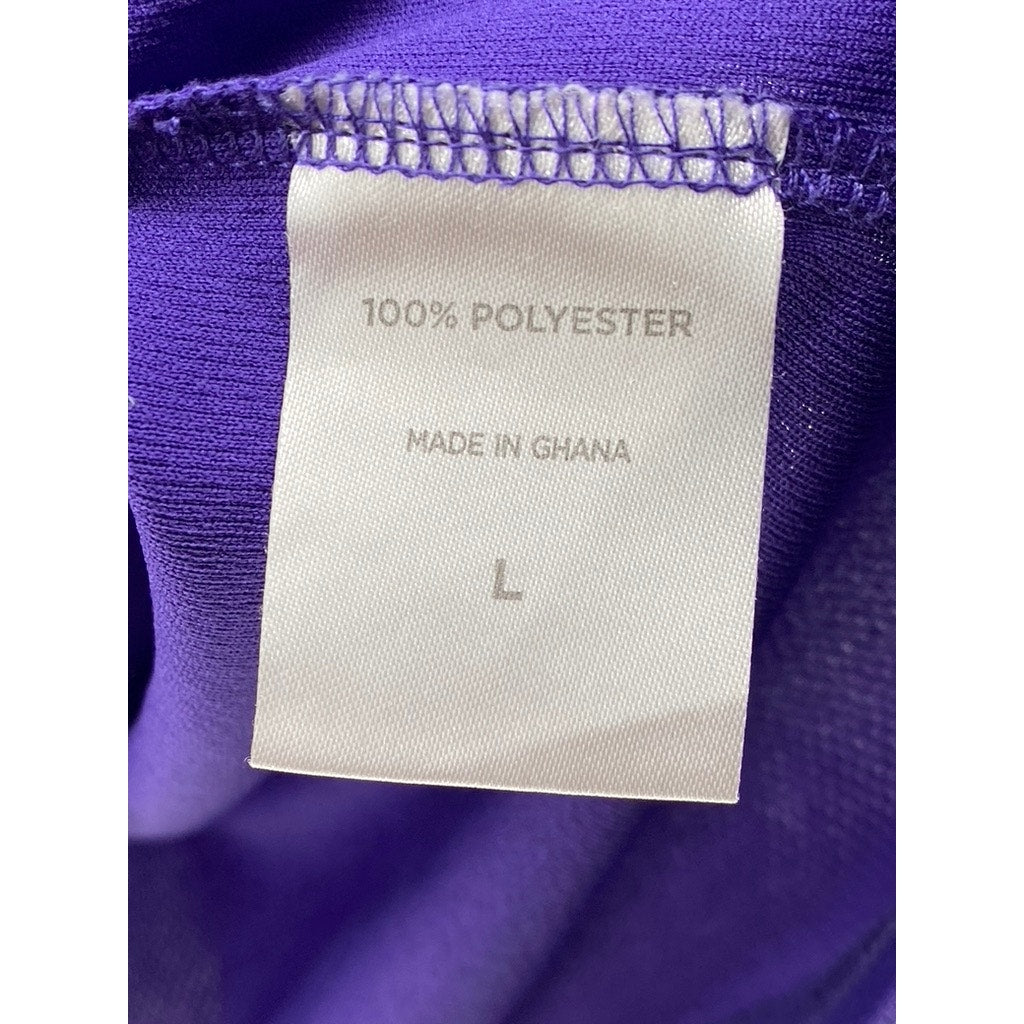 100% POLYESTER
MADE IN GHANA
L